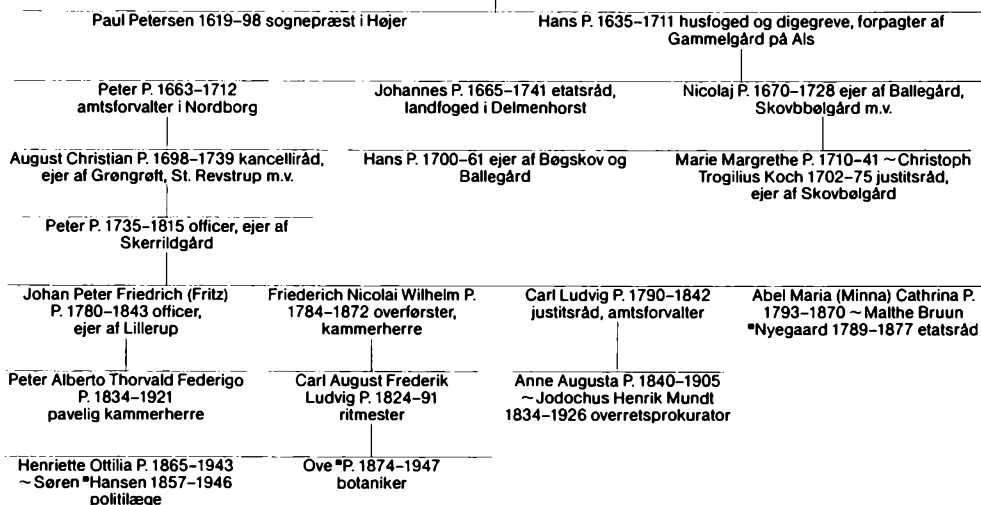 Paul Petersen 1619–98 sognepræst i Højer
Hans P. 1635–1711 husfoged og digegreve, forpagter af
Gammelgård på Als
Peter P. 1663–1712
amtsforvalter i Nordborg
Johannes P. 1665–1741 etatsråd,
landfoged i Delmenhorst
Nicolaj P. 1670–1728 ejer af Ballegård,
Skovbbølgård m.v.
August Christian P. 1698–1739 kancelliråd,
ejer af Grøngrøft, St. Revstrup m.v.
Hans P. 1700–61 ejer af Bøgskov og
Ballegård
Marie Margrethe P. 1710–41 ~ Christoph
Trogilius Koch 1702–75 justitsråd,
ejer af Skovbølgård
Peter P. 1735–1815 officer, ejer af
Skerrildgård
Johan Peter Friedrich (Fritz)
P. 1780–1843 officer,
ejer af Lillerup
Friederich Nicolai Wilhelm P.
1784–1872 overførster,
kammerherre
Carl Ludvig P. 1790–1842
justitsråd, amtsforvalter
Abel Maria (Minna) Cathrina P.
1793–1870 ~ Malthe Bruun
*Nyegaard 1789–1877 etatsråd
Peter Alberto Thorvald Federigo
P. 1834–1921
pavelig kammerherre
Carl August Frederik
Ludvig P. 1824–91
ritmester
Anne Augusta P. 1840–1905
~ Jodochus Henrik Mundt
1834–1926 overretsprokurator
Henriette Ottilia P. 1865–1943
~ Søren *Hansen 1857–1946
politilæge
Ove *P. 1874–1947
botaniker